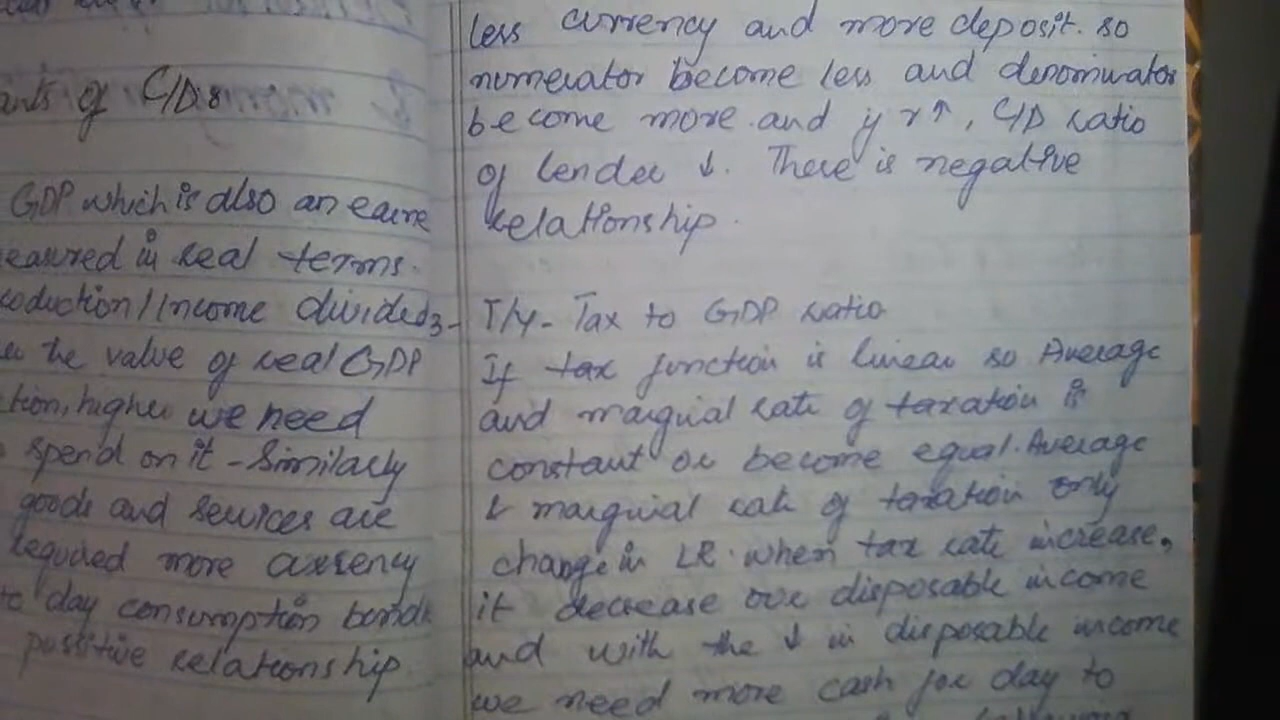 of C/D :
GDP which is also an
in real terms.
/ Income divided
the value of real GDP
higher we need
spend on it - Similarly
goods and services are
required more currency
day consumption
positive relationship.
less currency and more deposit. so
numerator become less and denominator
become more. and if r↑, C/D ratio
of lender ↓. There is negative
relationship.
3- T/Y- Tax to GDP ratio
If tax function is linear so Average
and marginal rate of taxation is
constant or become equal. Average
& marginal rate of taxation only
change in LR. when tax rate increase,
it decrease our disposable income
and with the ↓ in disposable income
we need more cash for day to